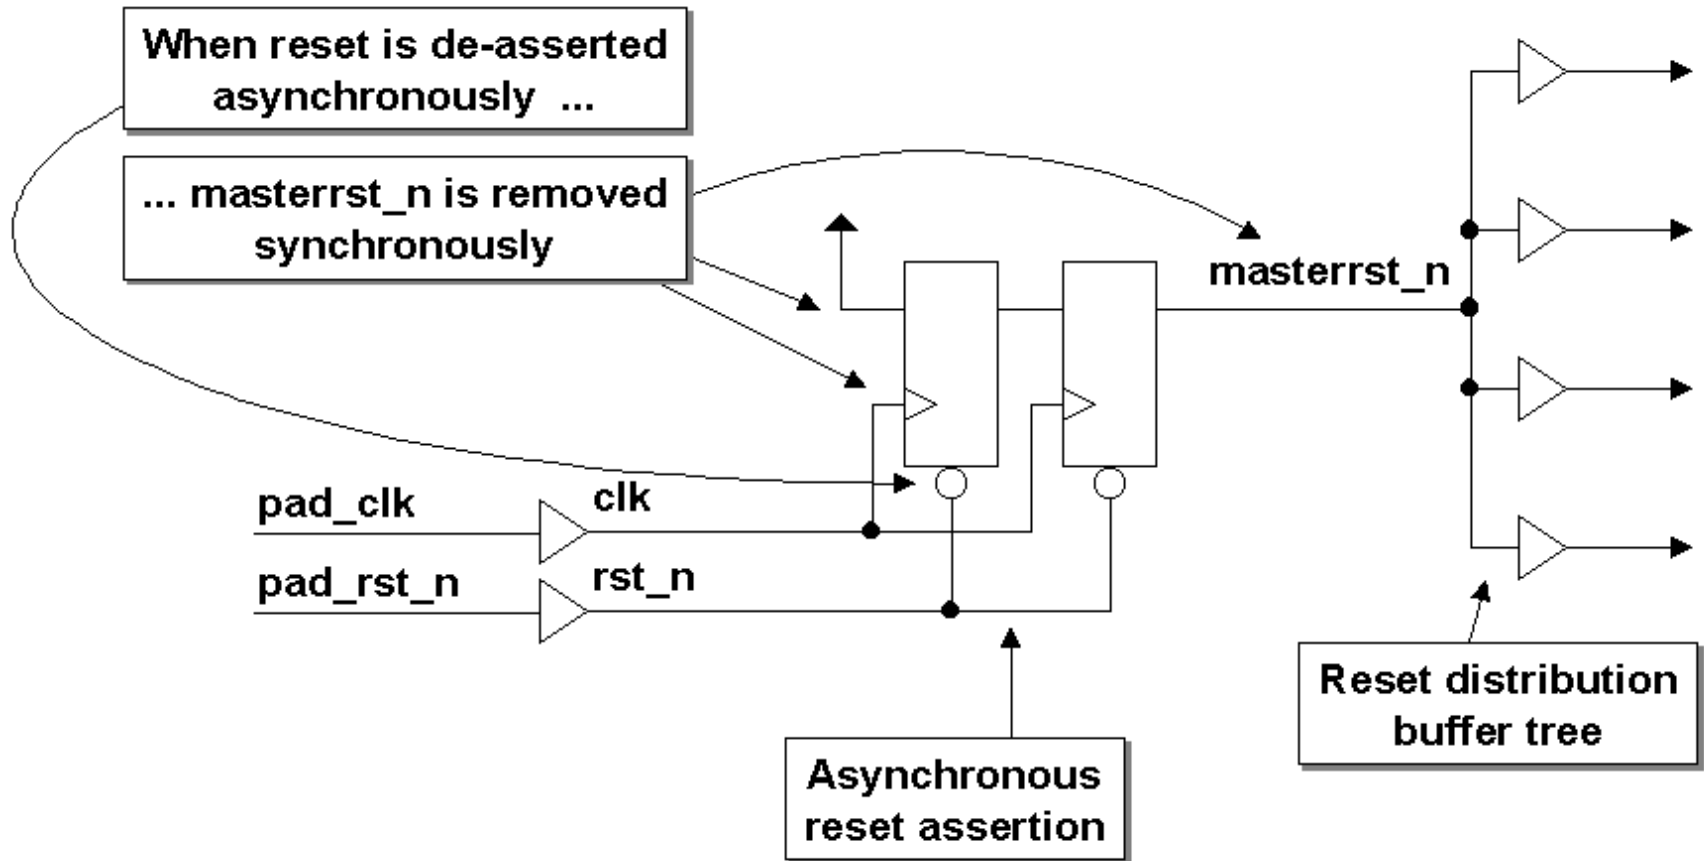 When reset is de-asserted
asynchronously ...
... masterrst_n is removed
synchronously
masterrst_n
pad_clk
clk
pad_rst_n
rst_n
Reset distribution
buffer tree
Asynchronous
reset assertion